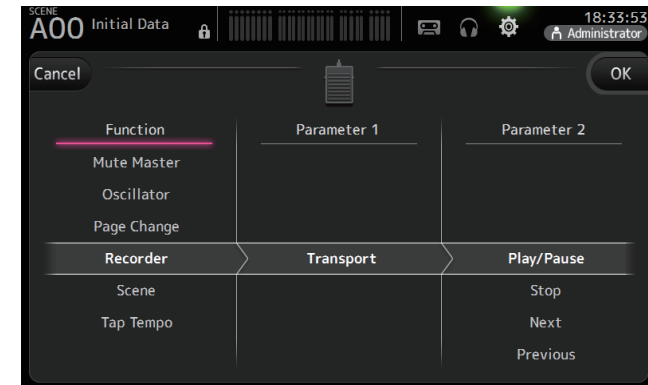 SCENE
A00 Initial Data
18:33:53
Administrator
Cancel
OK
Function Parameter 1 Parameter 2
Mute Master
Oscillator
Page Change
Recorder Transport Play/Pause
Scene Stop
Tap Tempo Next
Previous